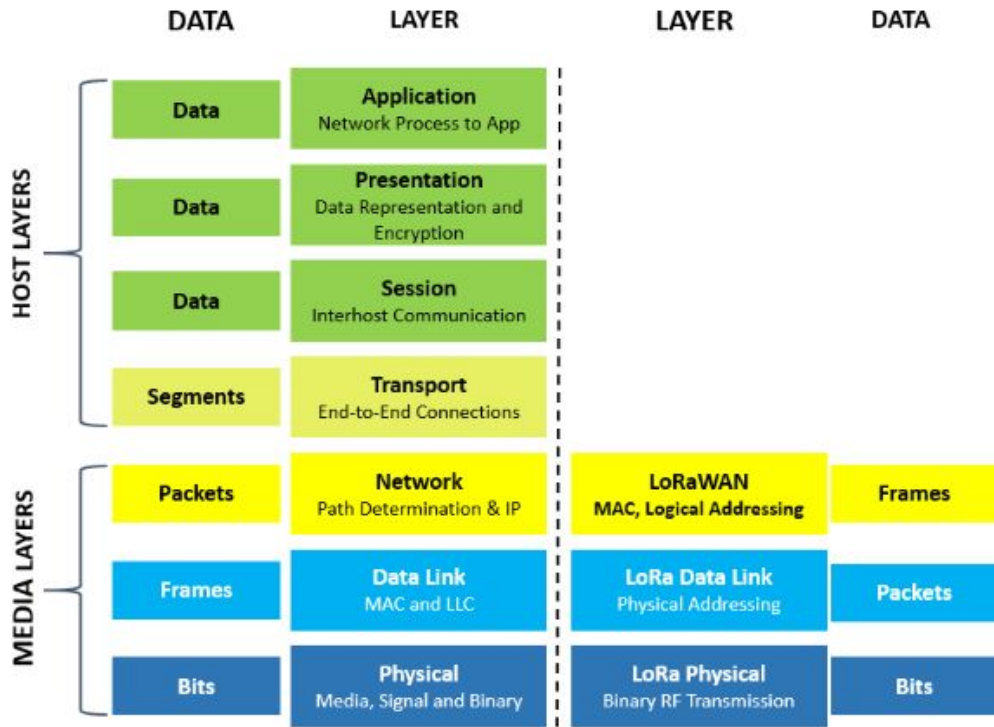 DATA LAYER LAYER DATA
HOST LAYERS
Data
Application
Network Process to App
Data
Presentation
Data Representation and
Encryption
Data
Session
Interhost Communication
Segments
Transport
End-to-End Connections
MEDIA LAYERS
Packets
Network
Path Determination & IP
LoRaWAN
MAC, Logical Addressing
Frames
Frames
Data Link
MAC and LLC
LoRa Data Link
Physical Addressing
Packets
Bits
Physical
Media, Signal and Binary
LoRa Physical
Binary RF Transmission
Bits